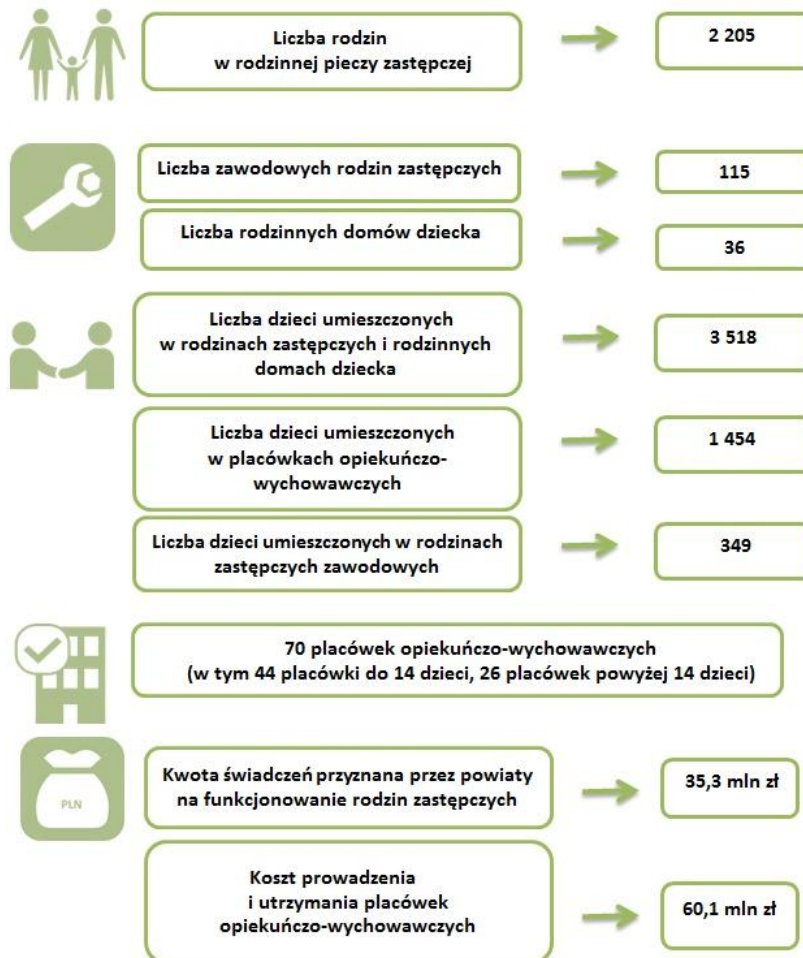 Liczba rodzin
w rodzinnej pieczy zastępczej
2 205
Liczba zawodowych rodzin zastępczych
115
Liczba rodzinnych domów dziecka
36
Liczba dzieci umieszczonych
w rodzinach zastępczych i rodzinnych
domach dziecka
3 518
Liczba dzieci umieszczonych
w placówkach opiekuńczo-
wychowawczych
1 454
Liczba dzieci umieszczonych w rodzinach
zastępczych zawodowych
349
70 placówek opiekuńczo-wychowawczych
(w tym 44 placówki do 14 dzieci, 26 placówek powyżej 14 dzieci)
PLN
Kwota świadczeń przyznana przez powiaty
na funkcjonowanie rodzin zastępczych
35,3 mln zł
Koszt prowadzenia
i utrzymania placówek
opiekuńczo-wychowawczych
60,1 mln zł